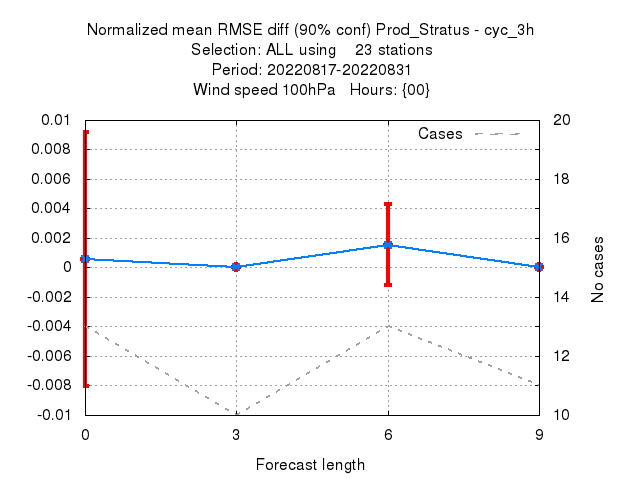 Normalized mean RMSE diff (90% conf) Prod_Stratus - cyc_3h
Selection: ALL using    23 stations
Period: 20220817-20220831
Wind speed 100hPa   Hours: {00}
0.01
0.008
0.006
0.004
0.002
0
-0.002
-0.004
-0.006
-0.008
-0.01
Cases
20
18
16
14
12
10
No cases
0 3 6 9
Forecast length